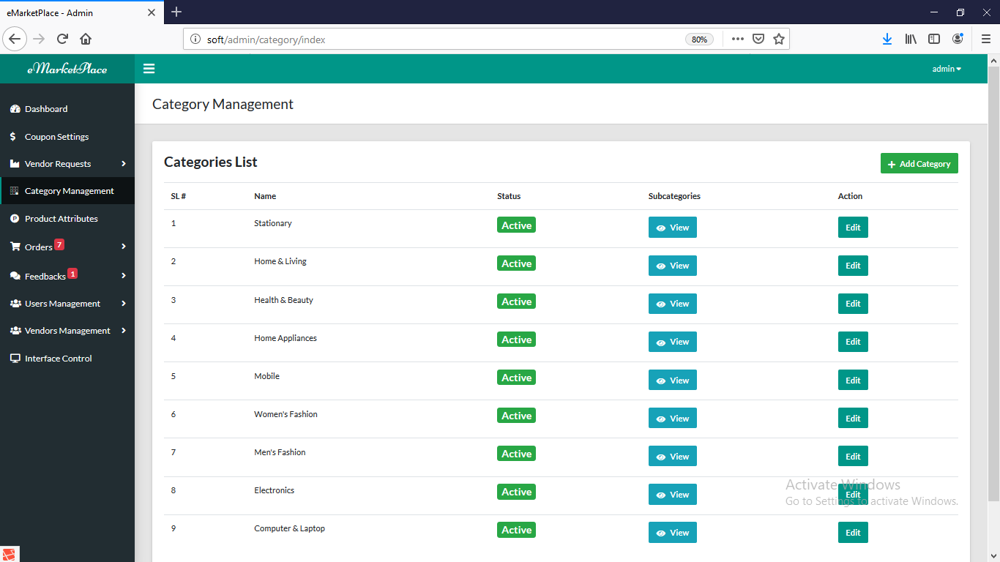 eMarketPlace - Admin
soft/admin/category/index
80%
eMarketPlace
admin
Dashboard
Coupon Settings
Vendor Requests
Category Management
Product Attributes
Orders 7
Feedbacks 1
Users Management
Vendors Management
Interface Control
Category Management
Categories List
+ Add Category
SL # Name Status Subcategories Action
1 Stationary Active View Edit
2 Home & Living Active View Edit
3 Health & Beauty Active View Edit
4 Home Appliances Active View Edit
5 Mobile Active View Edit
6 Women's Fashion Active View Edit
7 Men's Fashion Active View Edit
8 Electronics Active View Edit
9 Computer & Laptop Active View Edit
Activate Windows
Go to Settings to activate Windows.